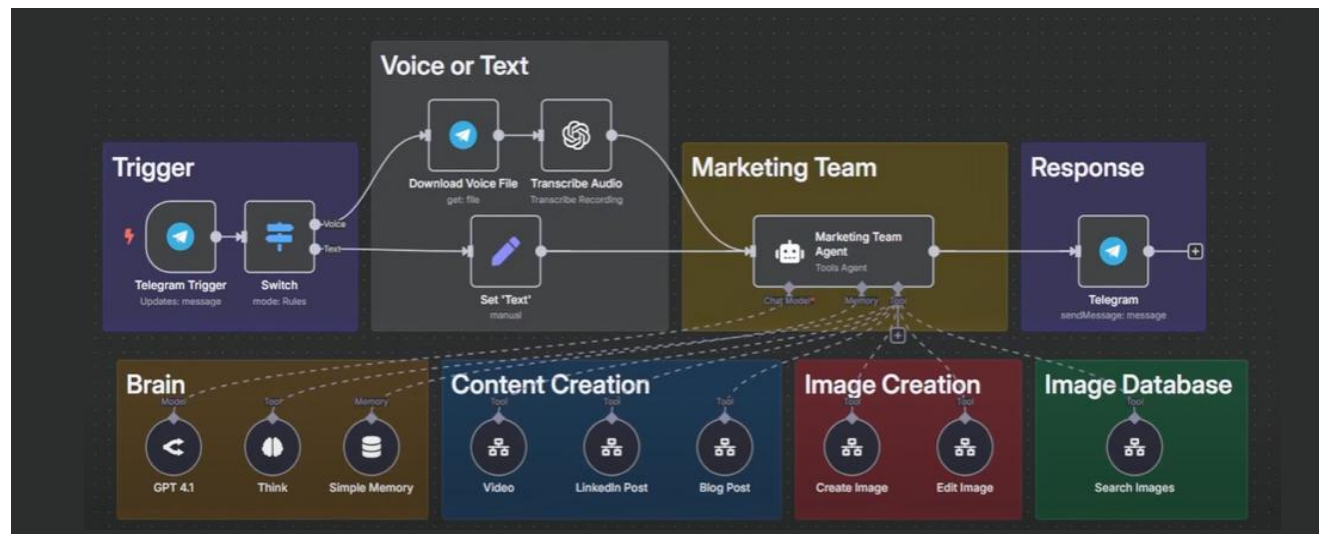 Voice or Text
Download Voice File
get: file
Transcribe Audio
Transcribe Recording
Set 'Text'
manual
Trigger
Telegram Trigger
Updates: message
Switch
mode: Rules
Voice
Text
Marketing Team
Marketing Team
Agent
Tools Agent
Chat Model*
Memory
Tool
Response
Telegram
sendMessage: message
Brain
Model
GPT 4.1
Tool
Think
Memory
Simple Memory
Content Creation
Tool
Video
Tool
LinkedIn Post
Tool
Blog Post
Image Creation
Tool
Create Image
Tool
Edit Image
Image Database
Tool
Search Images